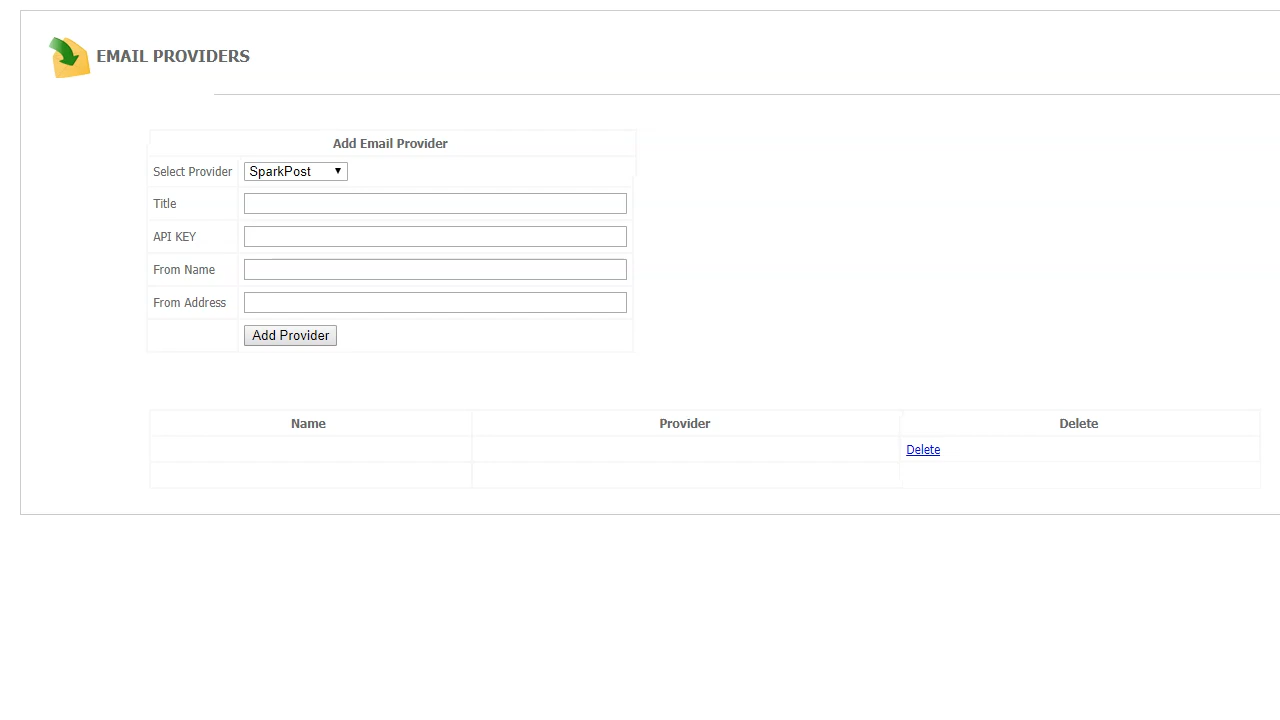 EMAIL PROVIDERS
Add Email Provider
Select Provider SparkPost
Title
API KEY
From Name
From Address
Add Provider
Name Provider Delete
Delete